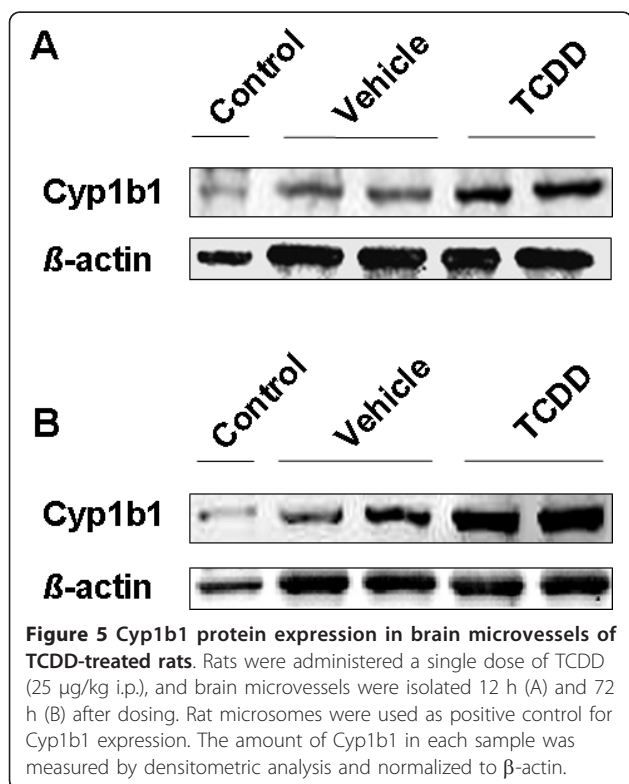 A
Control
Vehicle
TCDD
Cyp1b1
ß-actin
B
Control
Vehicle
TCDD
Cyp1b1
ß-actin
Figure 5 Cyp1b1 protein expression in brain microvessels of
TCDD-treated rats. Rats were administered a single dose of TCDD
(25 μg/kg i.p.), and brain microvessels were isolated 12 h (A) and 72
h (B) after dosing. Rat microsomes were used as positive control for
Cyp1b1 expression. The amount of Cyp1b1 in each sample was
measured by densitometric analysis and normalized to β-actin.